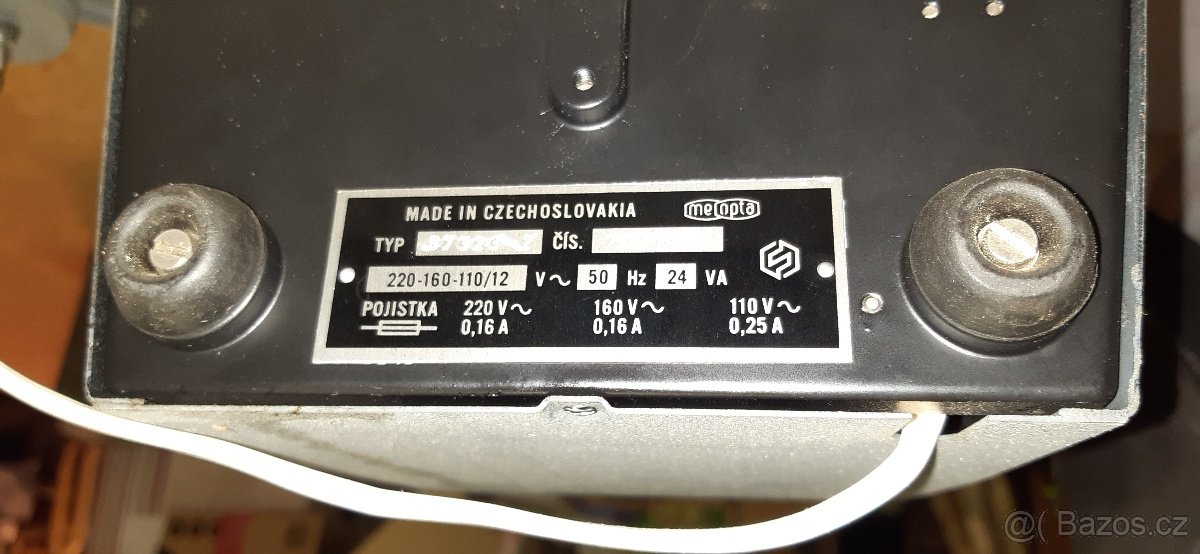 MADE IN CZECHOSLOVAKIA meopta
TYP ČÍS.
220-160-110/12 V~ 50 Hz 24 VA
POJISTKA 220 V~ 160 V~ 110 V~
0,16 A 0,16 A 0,25 A
@( Bazos.cz